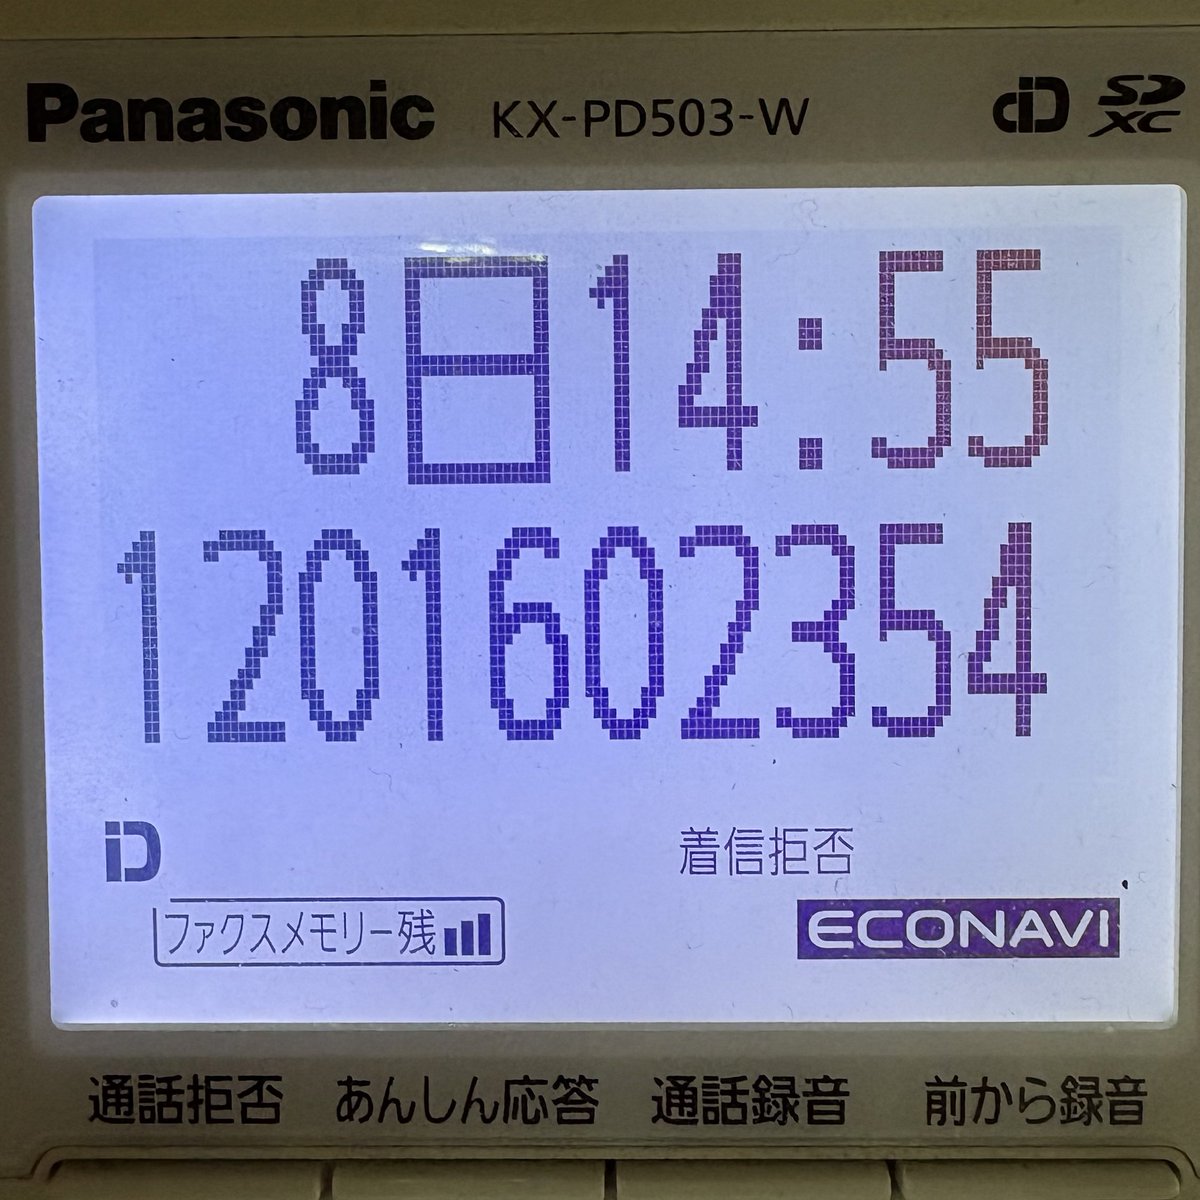 Panasonic KX-PD503-W iD SD XC
8日14:55
1201602354
iD 着信拒否
ファクスメモリー残 ECONAVI
通話拒否 あんしん応答 通話録音 前から録音